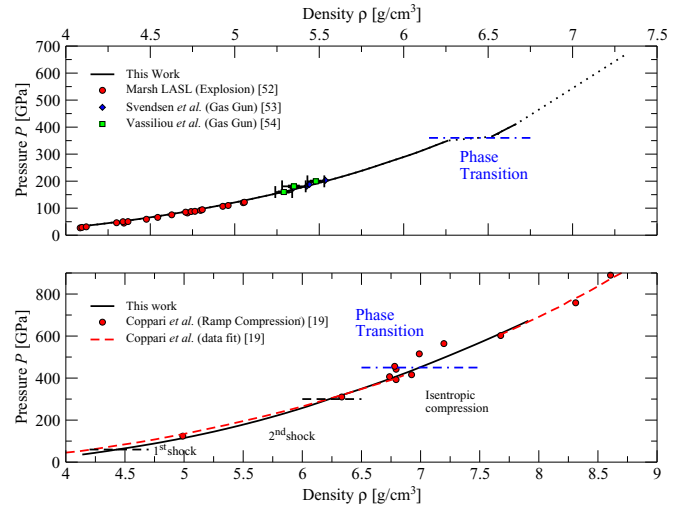 Density ρ [g/cm³]
4 4.5 5 5.5 6 6.5 7 7.5
700
600
500
400
300
200
100
0
Pressure P [GPa]
This Work
Marsh LASL (Explosion) [52]
Svendsen et al. (Gas Gun) [53]
Vassiliou et al. (Gas Gun) [54]
Phase
Transition
800
600
400
200
0
Pressure P [GPa]
This work
Coppari et al. (Ramp Compression) [19]
Coppari et al. (data fit) [19]
Phase
Transition
Isentropic
compression
2ⁿᵈshock
1ˢᵗshock
4 4.5 5 5.5 6 6.5 7 7.5 8 8.5 9
Density ρ [g/cm³]